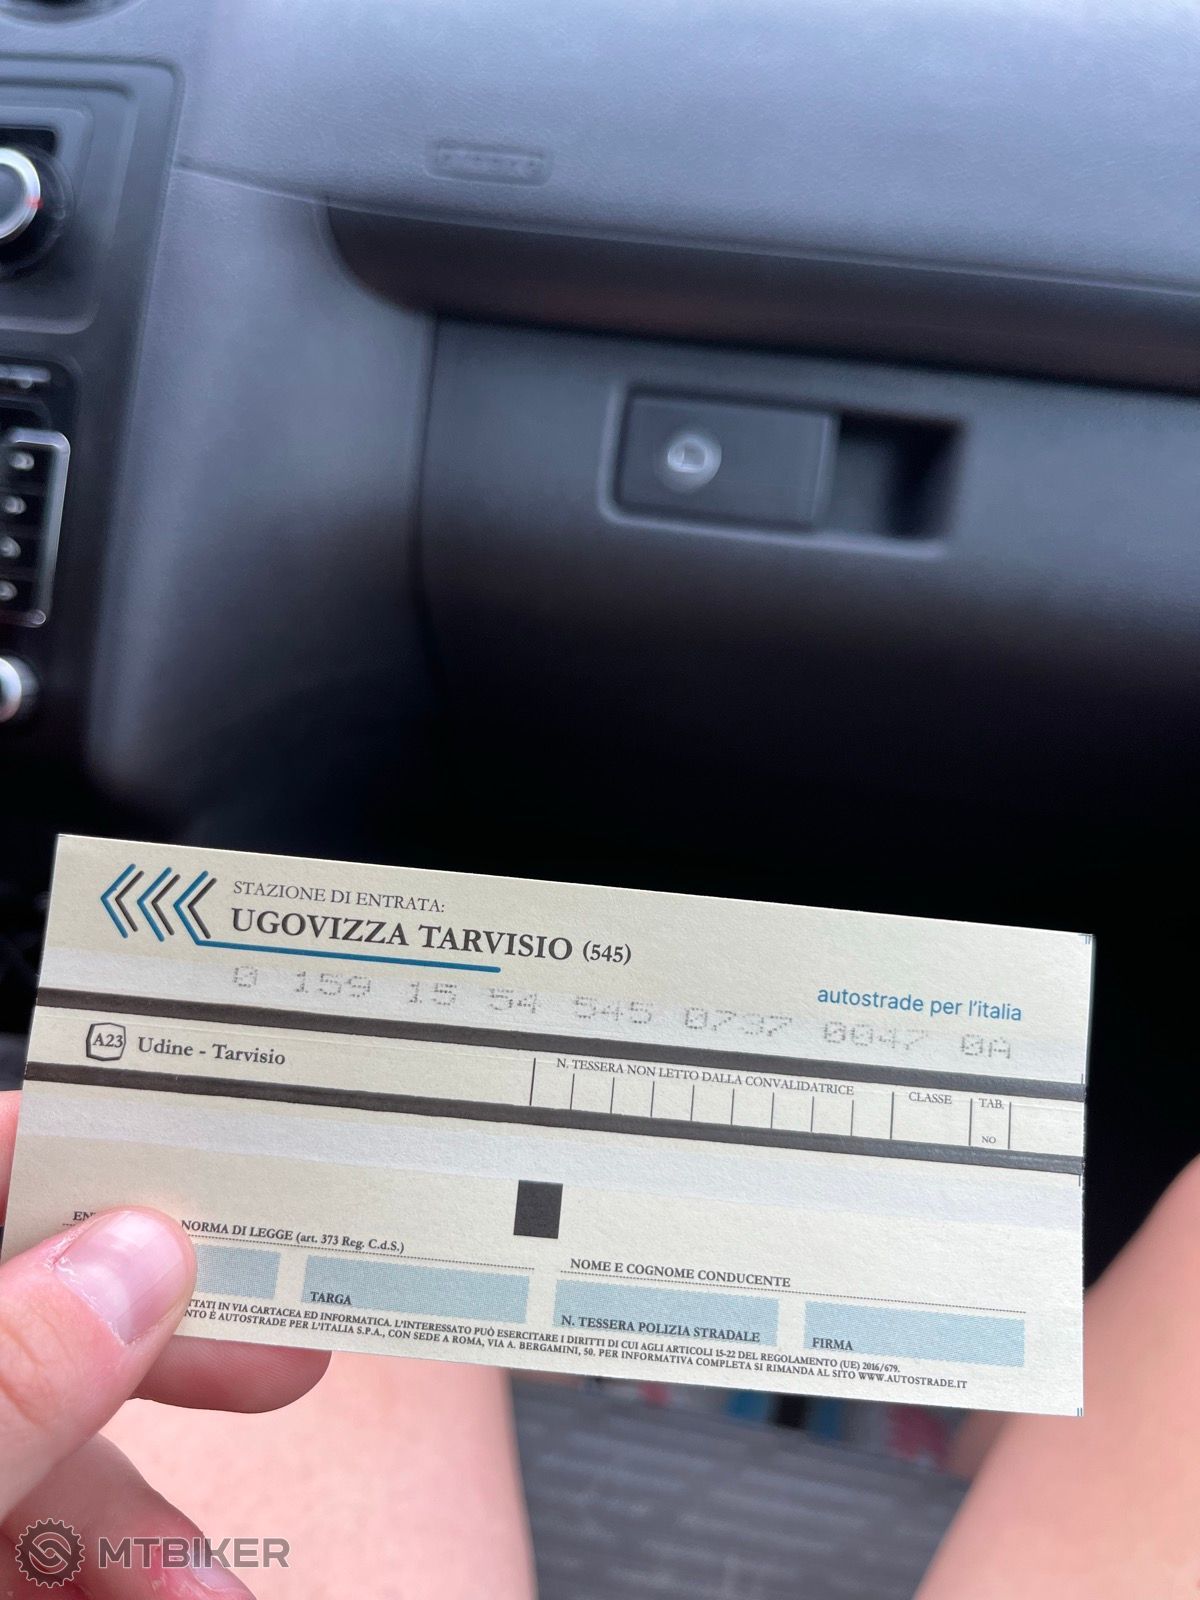 STAZIONE DI ENTRATA:
UGOVIZZA TARVISIO (545)
autostrade per l'italia
0 159 15 54 545 0737 0047 0A
A23 Udine - Tarvisio
N. TESSERA NON LETTO DALLA CONVALIDATRICE
CLASSE
TAB.
NO
NORMA DI LEGGE (art. 373 Reg. C.d.S.)
NOME E COGNOME CONDUCENTE
TARGA
N. TESSERA POLIZIA STRADALE
FIRMA
IN VIA CARTACEA ED INFORMATICA. L'INTERESSATO PUÒ ESERCITARE I DIRITTI DI CUI AGLI ARTICOLI 15-22 DEL REGOLAMENTO (UE) 2016/679.
È AUTOSTRADE PER L'ITALIA S.P.A., CON SEDE A ROMA, VIA A. BERGAMINI, 50. PER INFORMATIVA COMPLETA SI RIMANDA AL SITO WWW.AUTOSTRADE.IT
MTBIKER